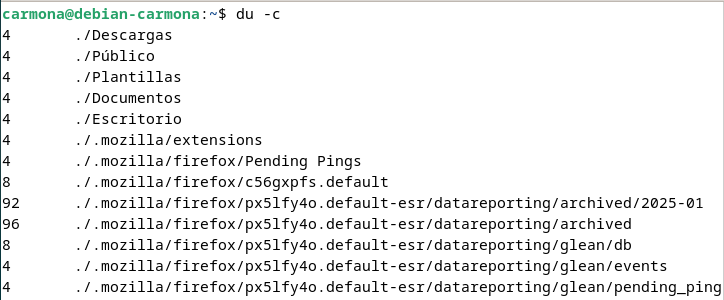 carmona@debian-carmona:~$ du -c
4 ./Descargas
4 ./Público
4 ./Plantillas
4 ./Documentos
4 ./Escritorio
4 ./.mozilla/extensions
4 ./.mozilla/firefox/Pending Pings
8 ./.mozilla/firefox/c56gxpfs.default
92 ./.mozilla/firefox/px5lfy4o.default-esr/datareporting/archived/2025-01
96 ./.mozilla/firefox/px5lfy4o.default-esr/datareporting/archived
8 ./.mozilla/firefox/px5lfy4o.default-esr/datareporting/glean/db
4 ./.mozilla/firefox/px5lfy4o.default-esr/datareporting/glean/events
4 ./.mozilla/firefox/px5lfy4o.default-esr/datareporting/glean/pending_ping